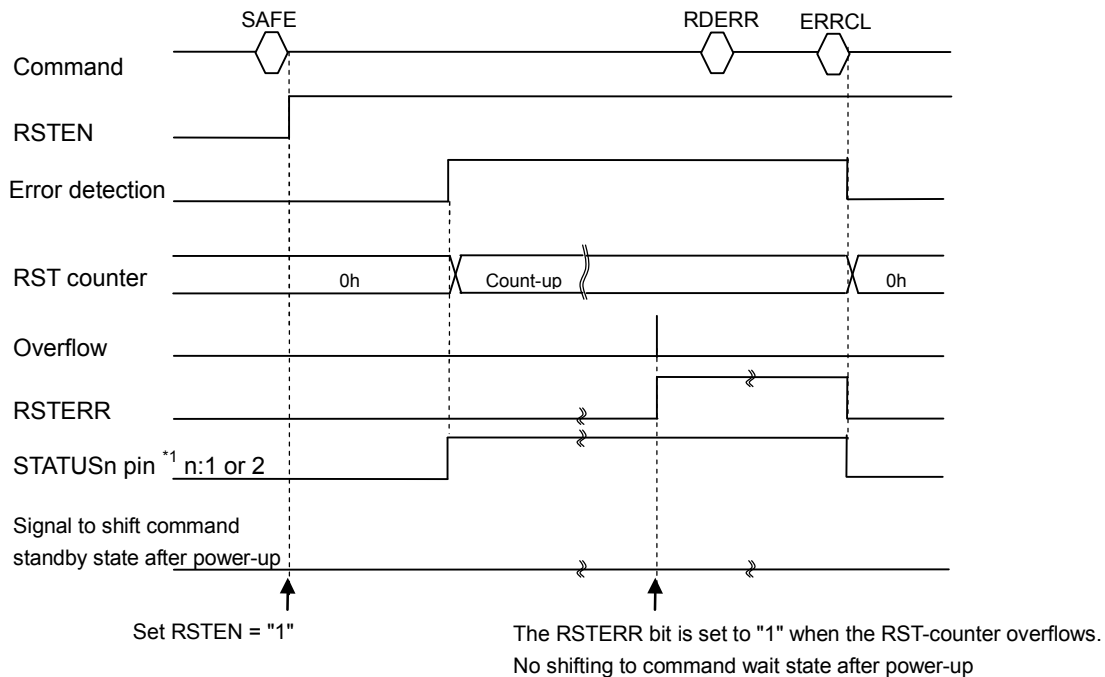 SAFE RDERR ERRCL
Command
RSTEN
Error detection
RST counter 0h Count-up 0h
Overflow
RSTERR
STATUSn pin *1 n:1 or 2
Signal to shift command
standby state after power-up
Set RSTEN = "1"
The RSTERR bit is set to "1" when the RST-counter overflows.
No shifting to command wait state after power-up